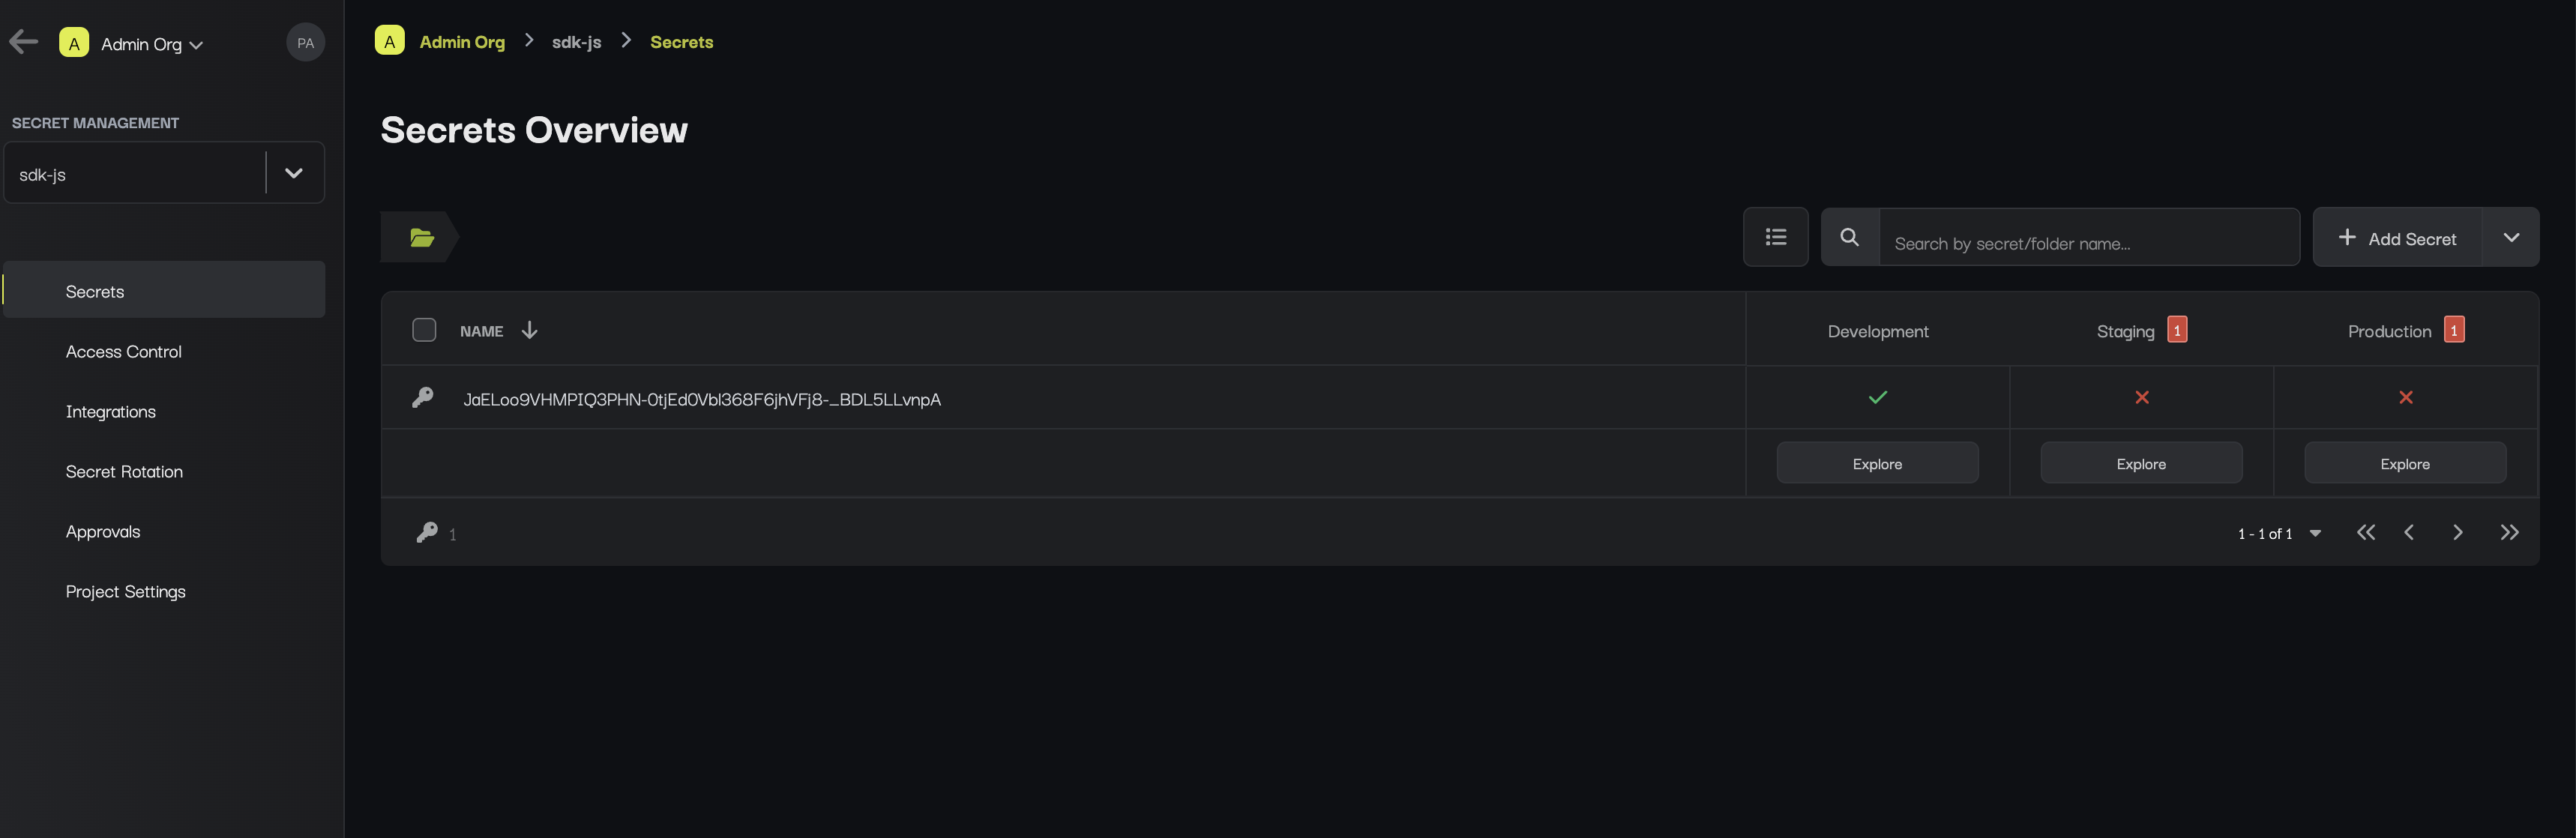 A Admin Org PA
SECRET MANAGEMENT
sdk-js
Secrets
Access Control
Integrations
Secret Rotation
Approvals
Project Settings
A Admin Org sdk-js Secrets
Secrets Overview
Search by secret/folder name...
Add Secret
NAME Development Staging 1 Production 1
JaELoo9VHMPIQ3PHN-0tjEd0Vbl368F6jhVFj8-_BDL5LLvnpA
Explore Explore Explore
1 1 - 1 of 1